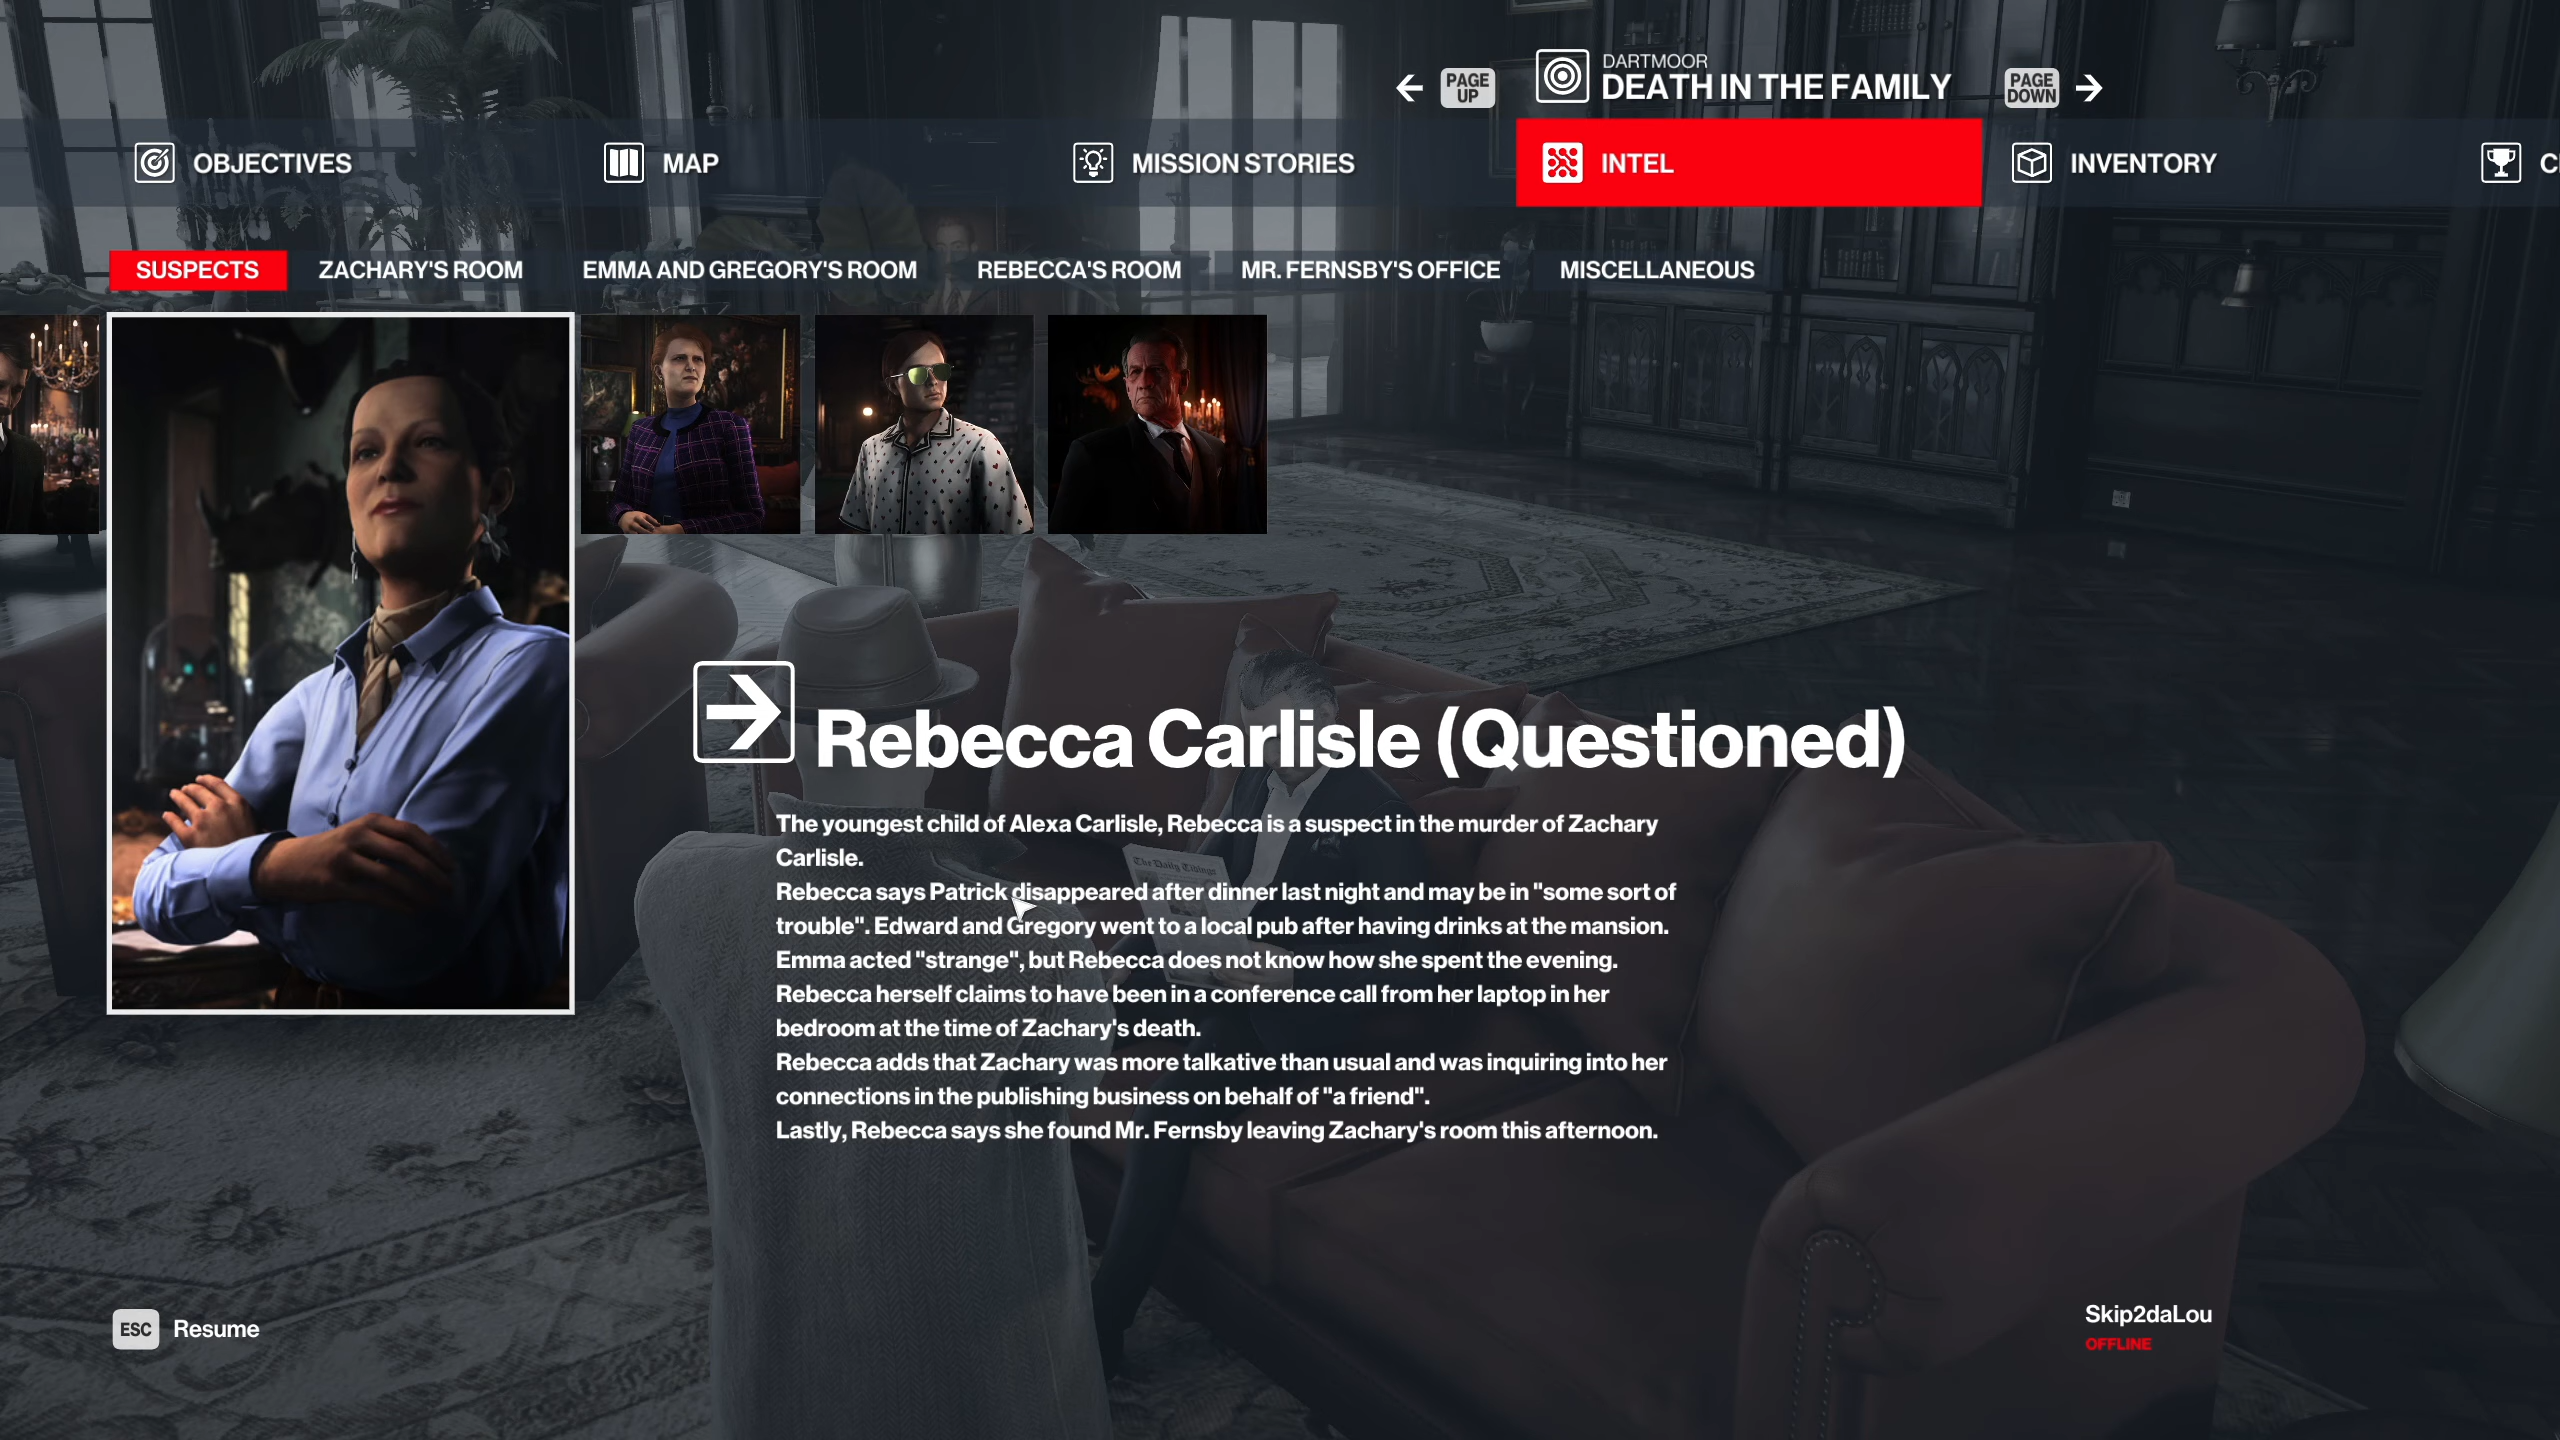 DARTMOOR
PAGE UP
DEATH IN THE FAMILY
PAGE DOWN
OBJECTIVES
MAP
MISSION STORIES
INTEL
INVENTORY
SUSPECTS
ZACHARY'S ROOM
EMMA AND GREGORY'S ROOM
REBECCA'S ROOM
MR. FERNSBY'S OFFICE
MISCELLANEOUS
Rebecca Carlisle (Questioned)
The youngest child of Alexa Carlisle, Rebecca is a suspect in the murder of Zachary
Carlisle.
Rebecca says Patrick disappeared after dinner last night and may be in "some sort of
trouble". Edward and Gregory went to a local pub after having drinks at the mansion.
Emma acted "strange", but Rebecca does not know how she spent the evening.
Rebecca herself claims to have been in a conference call from her laptop in her
bedroom at the time of Zachary's death.
Rebecca adds that Zachary was more talkative than usual and was inquiring into her
connections in the publishing business on behalf of "a friend".
Lastly, Rebecca says she found Mr. Fernsby leaving Zachary's room this afternoon.
The Daily Tidings
ESC
Resume
Skip2daLou
OFFLINE